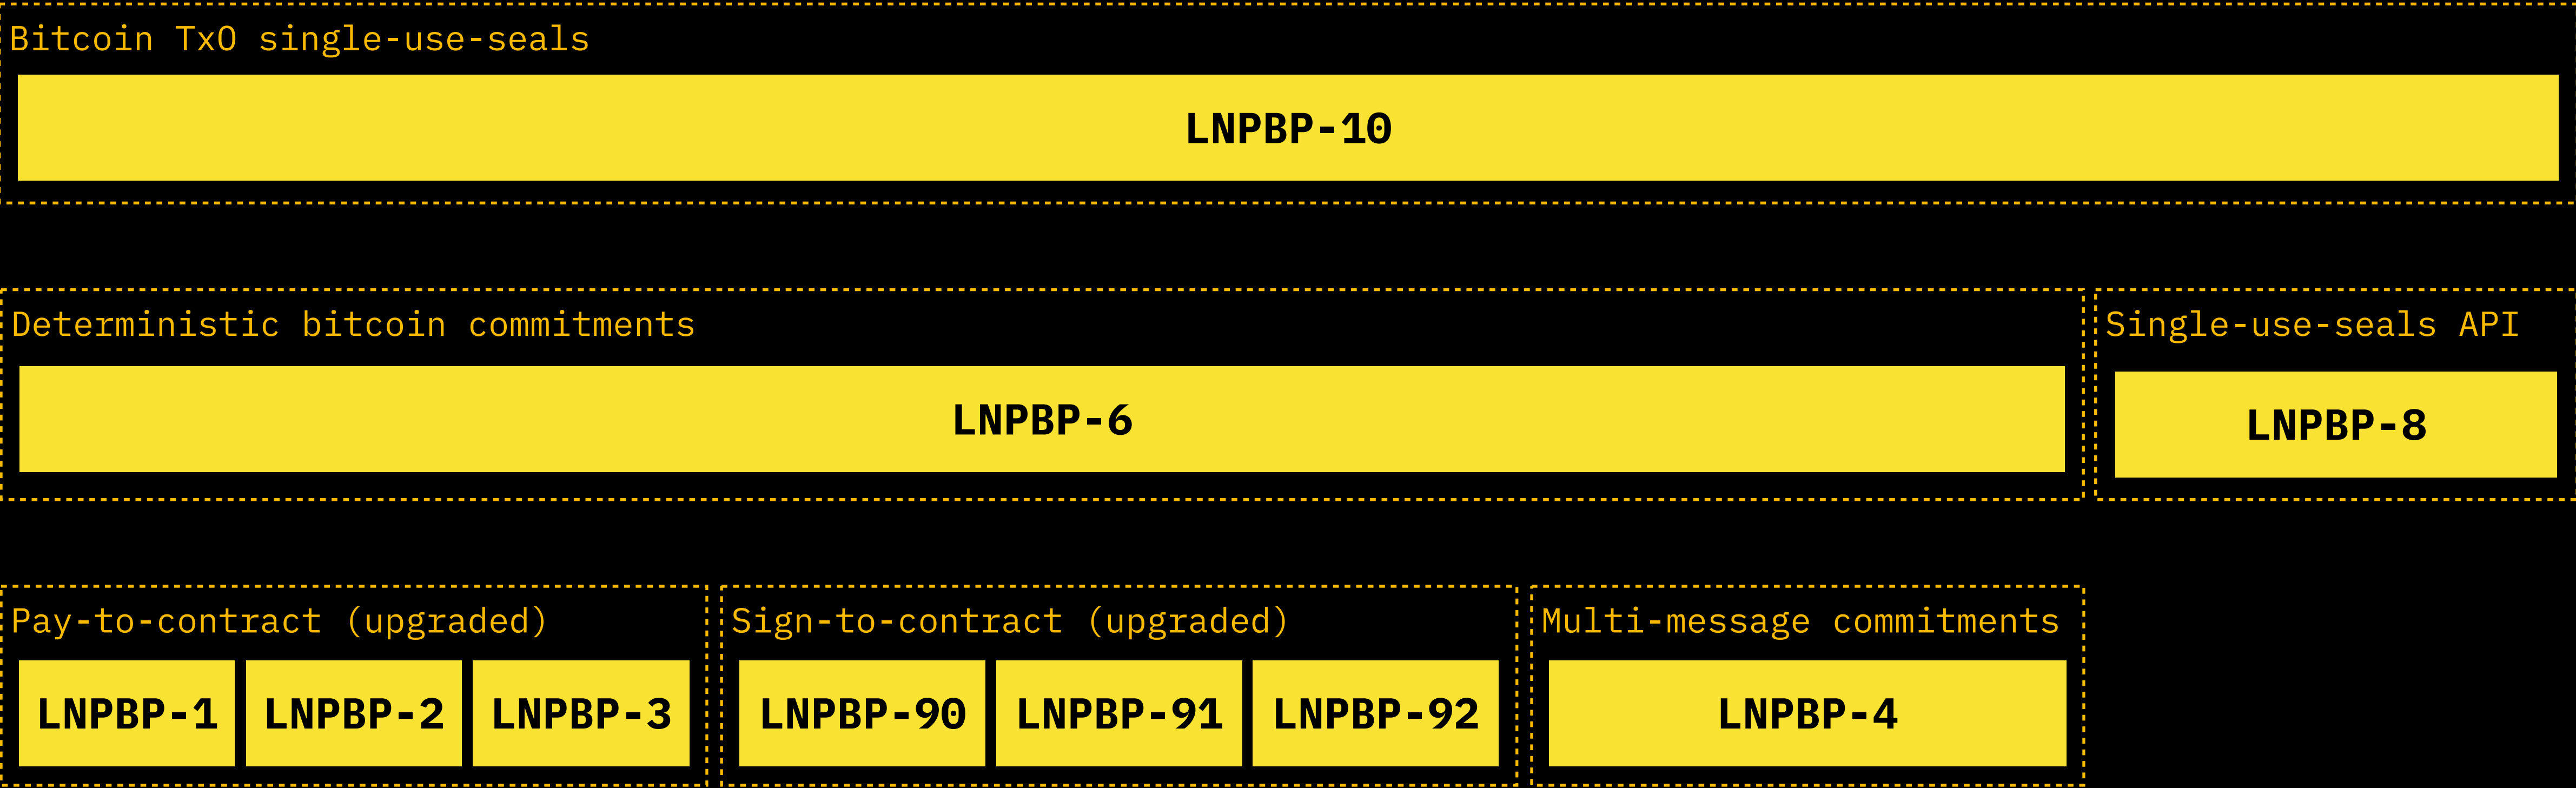 Bitcoin TxO single-use-seals
LNPBP-10
Deterministic bitcoin commitments
Single-use-seals API
LNPBP-6
LNPBP-8
Pay-to-contract (upgraded)
Sign-to-contract (upgraded)
Multi-message commitments
LNPBP-1
LNPBP-2
LNPBP-3
LNPBP-90
LNPBP-91
LNPBP-92
LNPBP-4